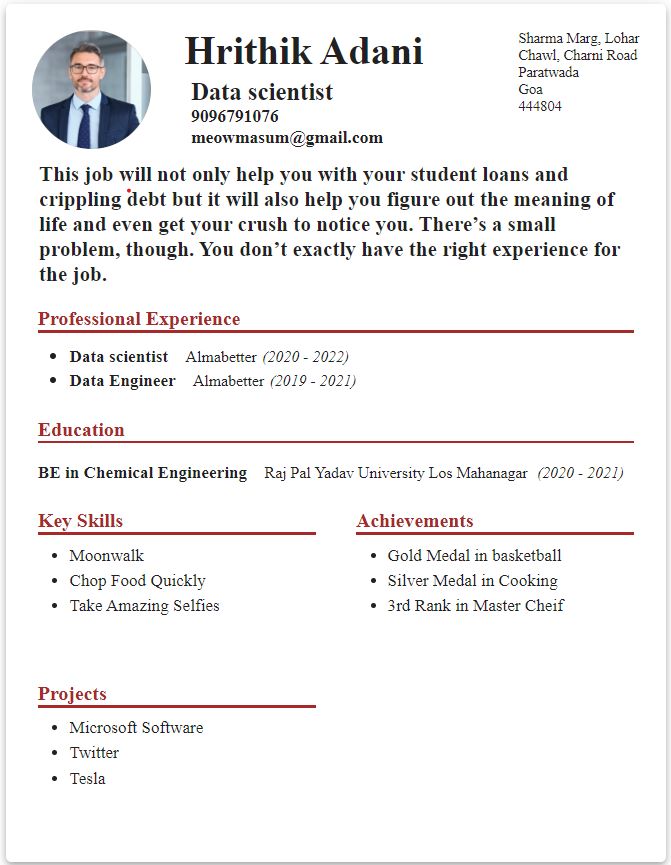 Hrithik Adani
Data scientist
9096791076
meowmasum@gmail.com
Sharma Marg, Lohar
Chawl, Charni Road
Paratwada
Goa
444804
This job will not only help you with your student loans and
crippling debt but it will also help you figure out the meaning of
life and even get your crush to notice you. There’s a small
problem, though. You don’t exactly have the right experience for
the job.
Professional Experience
• Data scientist Almabetter (2020 - 2022)
• Data Engineer Almabetter (2019 - 2021)
Education
BE in Chemical Engineering Raj Pal Yadav University Los Mahanagar (2020 - 2021)
Key Skills
• Moonwalk
• Chop Food Quickly
• Take Amazing Selfies
Achievements
• Gold Medal in basketball
• Silver Medal in Cooking
• 3rd Rank in Master Cheif
Projects
• Microsoft Software
• Twitter
• Tesla